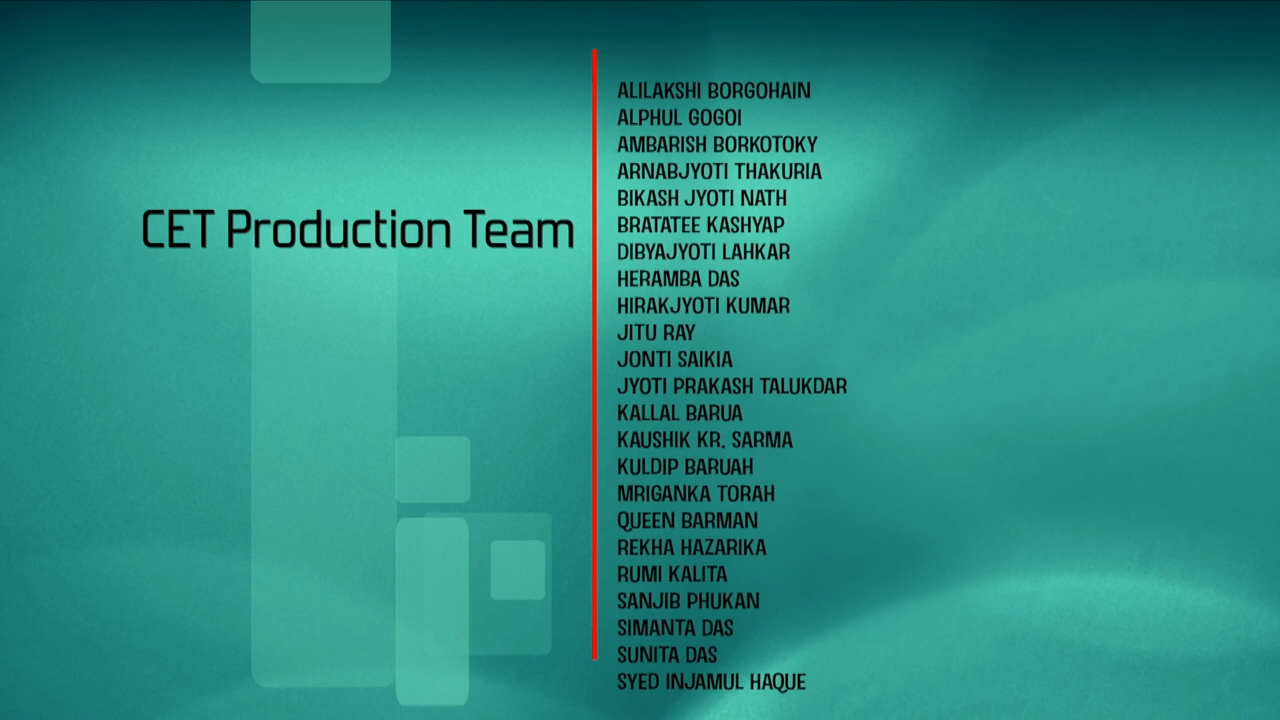 CET Production Team
ALILAKSHI BORGOHAIN
ALPHUL GOGOI
AMBARISH BORKOTOKY
ARNABJYOTI THAKURIA
BIKASH JYOTI NATH
BRATATEE KASHYAP
DIBYAJYOTI LAHKAR
HERAMBA DAS
HIRAKJYOTI KUMAR
JITU RAY
JONTI SAIKIA
JYOTI PRAKASH TALUKDAR
KALLAL BARUA
KAUSHIK KR. SARMA
KULDIP BARUAH
MRIGANKA TORAH
QUEEN BARMAN
REKHA HAZARIKA
RUMI KALITA
SANJIB PHUKAN
SIMANTA DAS
SUNITA DAS
SYED INJAMUL HAQUE